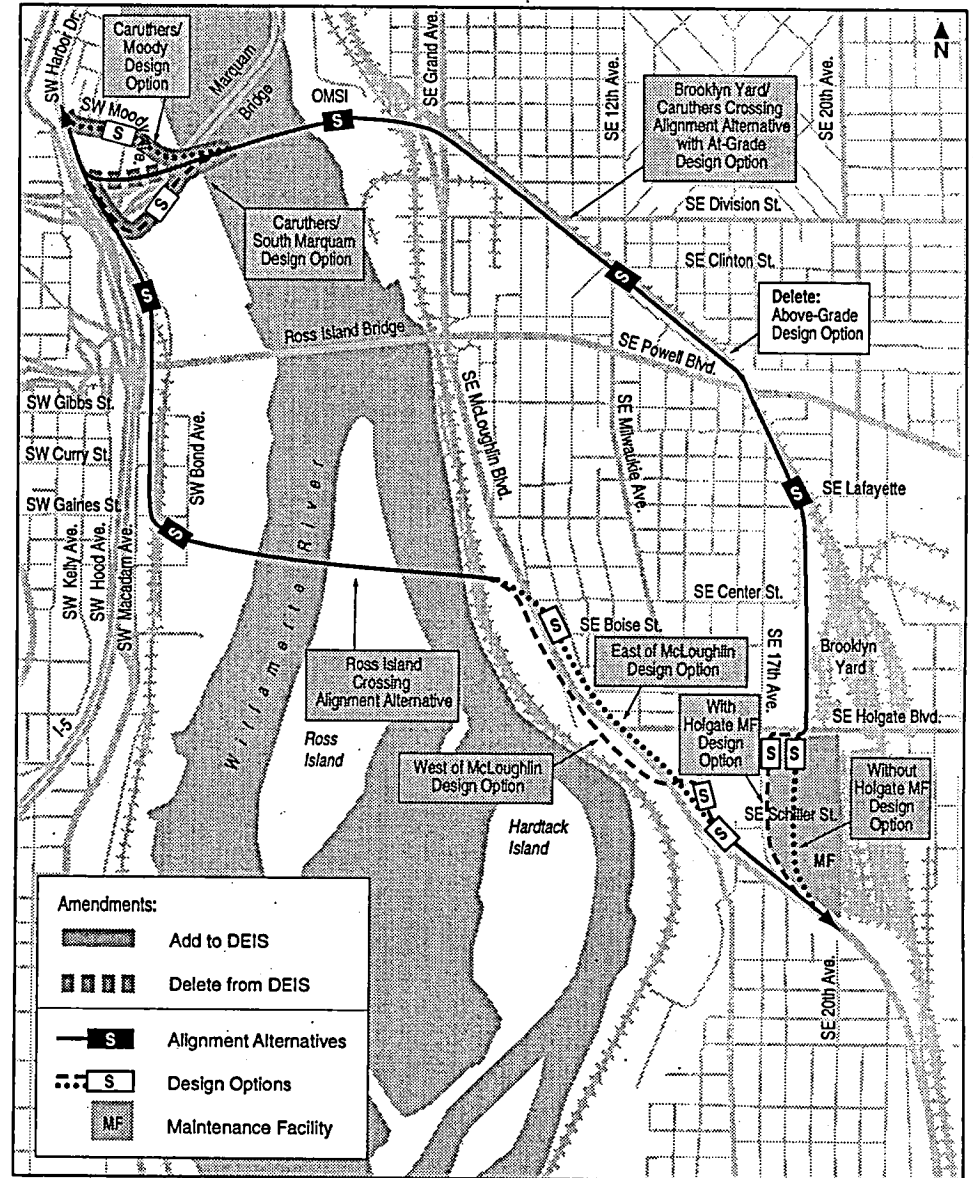 SW Harbor Dr.
Caruthers/
Moody
Design
Option
Marquam
Bridge
SE Grand Ave.
N
OMSI
SE 12th Ave.
SE 20th Ave.
Brooklyn Yard/
Caruthers Crossing
Alignment Alternative
with At-Grade
Design Option
SW Moody Ave.
S
S
S
Caruthers/
South Marquam
Design Option
SE Division St.
SE Clinton St.
S
S
Delete:
Above-Grade
Design Option
Ross Island Bridge
SE Powell Blvd.
SW Gibbs St.
SW Curry St.
SW Gaines St.
SW Bond Ave.
SE McLoughlin Blvd.
SE Milwaukie Ave.
S
SE Lafayette
S
SW Kelly Ave.
SW Hood Ave.
SW Macadam Ave.
I-5
Willamette River
SE Center St.
S
SE Boise St.
East of McLoughlin
Design Option
SE 17th Ave.
Brooklyn
Yard
Ross Island
Crossing
Alignment Alternative
With
Holgate MF
Design
Option
SE Holgate Blvd.
S
S
Ross
Island
West of McLoughlin
Design Option
Without
Holgate MF
Design
Option
S
SE Schiller St.
S
Hardtack
Island
MF
SE 20th Ave.
Amendments:
Add to DEIS
Delete from DEIS
S
Alignment Alternatives
S
Design Options
MF
Maintenance Facility